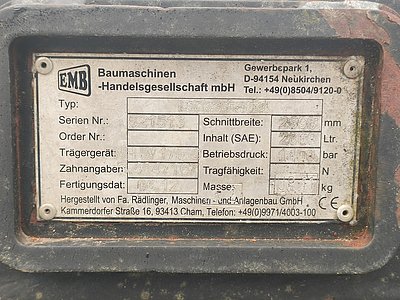 EMB
Baumaschinen
-Handelsgesellschaft mbH
Gewerbepark 1,
D-94154 Neukirchen
Tel.: +49(0)8504/9120-0
Typ:
Serien Nr.: Schnittbreite: mm
Order Nr.: Inhalt (SAE): Ltr.
Trägergerät: Betriebsdruck: bar
Zahnangaben: Tragfähigkeit: N
Fertigungsdat. Masse: kg
Hergestellt von Fa. Rädlinger, Maschinen- und Anlagenbau GmbH
Kammerdorfer Straße 16, 93413 Cham, Telefon: +49(0)9971/4003-100
CE